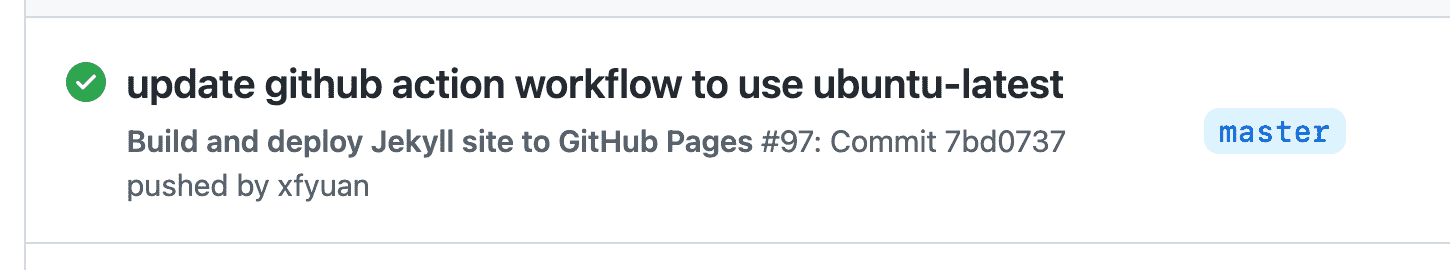 update github action workflow to use ubuntu-latest
Build and deploy Jekyll site to GitHub Pages #97: Commit 7bd0737
pushed by xfyuan
master